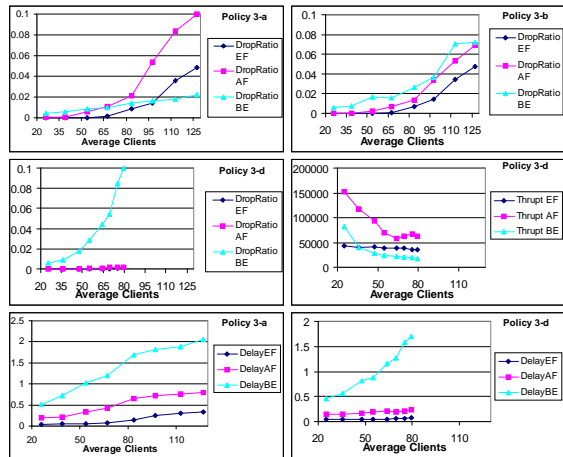 Policy 3-a
0.1
0.08
0.06
0.04
0.02
0
20 35 50 65 80 95 110 125
Average Clients
DropRatio EF
DropRatio AF
DropRatio BE
Policy 3-b
0.1
0.08
0.06
0.04
0.02
0
20 35 50 65 80 95 110 125
Average Clients
DropRatio EF
DropRatio AF
DropRatio BE
Policy 3-d
0.1
0.08
0.06
0.04
0.02
0
20 35 50 65 80 95 110 125
Average Clients
DropRatio EF
DropRatio AF
DropRatio BE
Policy 3-d
200000
150000
100000
50000
0
20 50 80 110
Average Clients
Thrupt EF
Thrupt AF
Thrupt BE
Policy 3-a
2.5
2
1.5
1
0.5
0
20 50 80 110
Average Clients
DelayEF
DelayAF
DelayBE
Policy 3-d
2
1.5
1
0.5
0
20 50 80 110
Average Clients
DelayEF
DelayAF
DelayBE